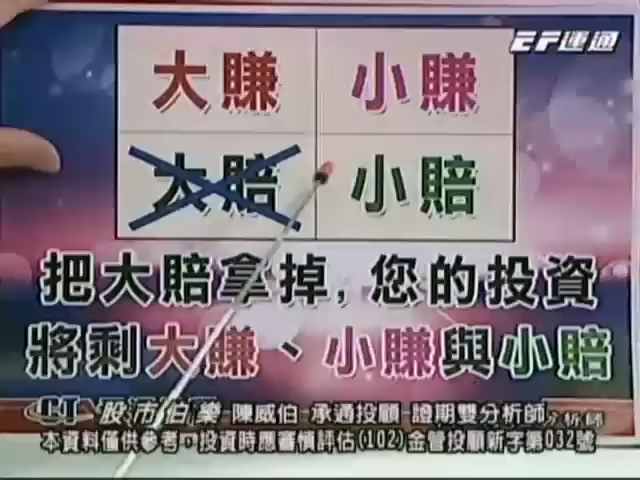 EF運通
大賺 小賺
大賠 小賠
把大賠拿掉, 您的投資
將剩大賺、小賺與小賠
股市伯樂 陳威伯 承通投顧 證期雙分析師
本資料僅供參考,投資時應審慎評估(102)金管投顧新字第032號